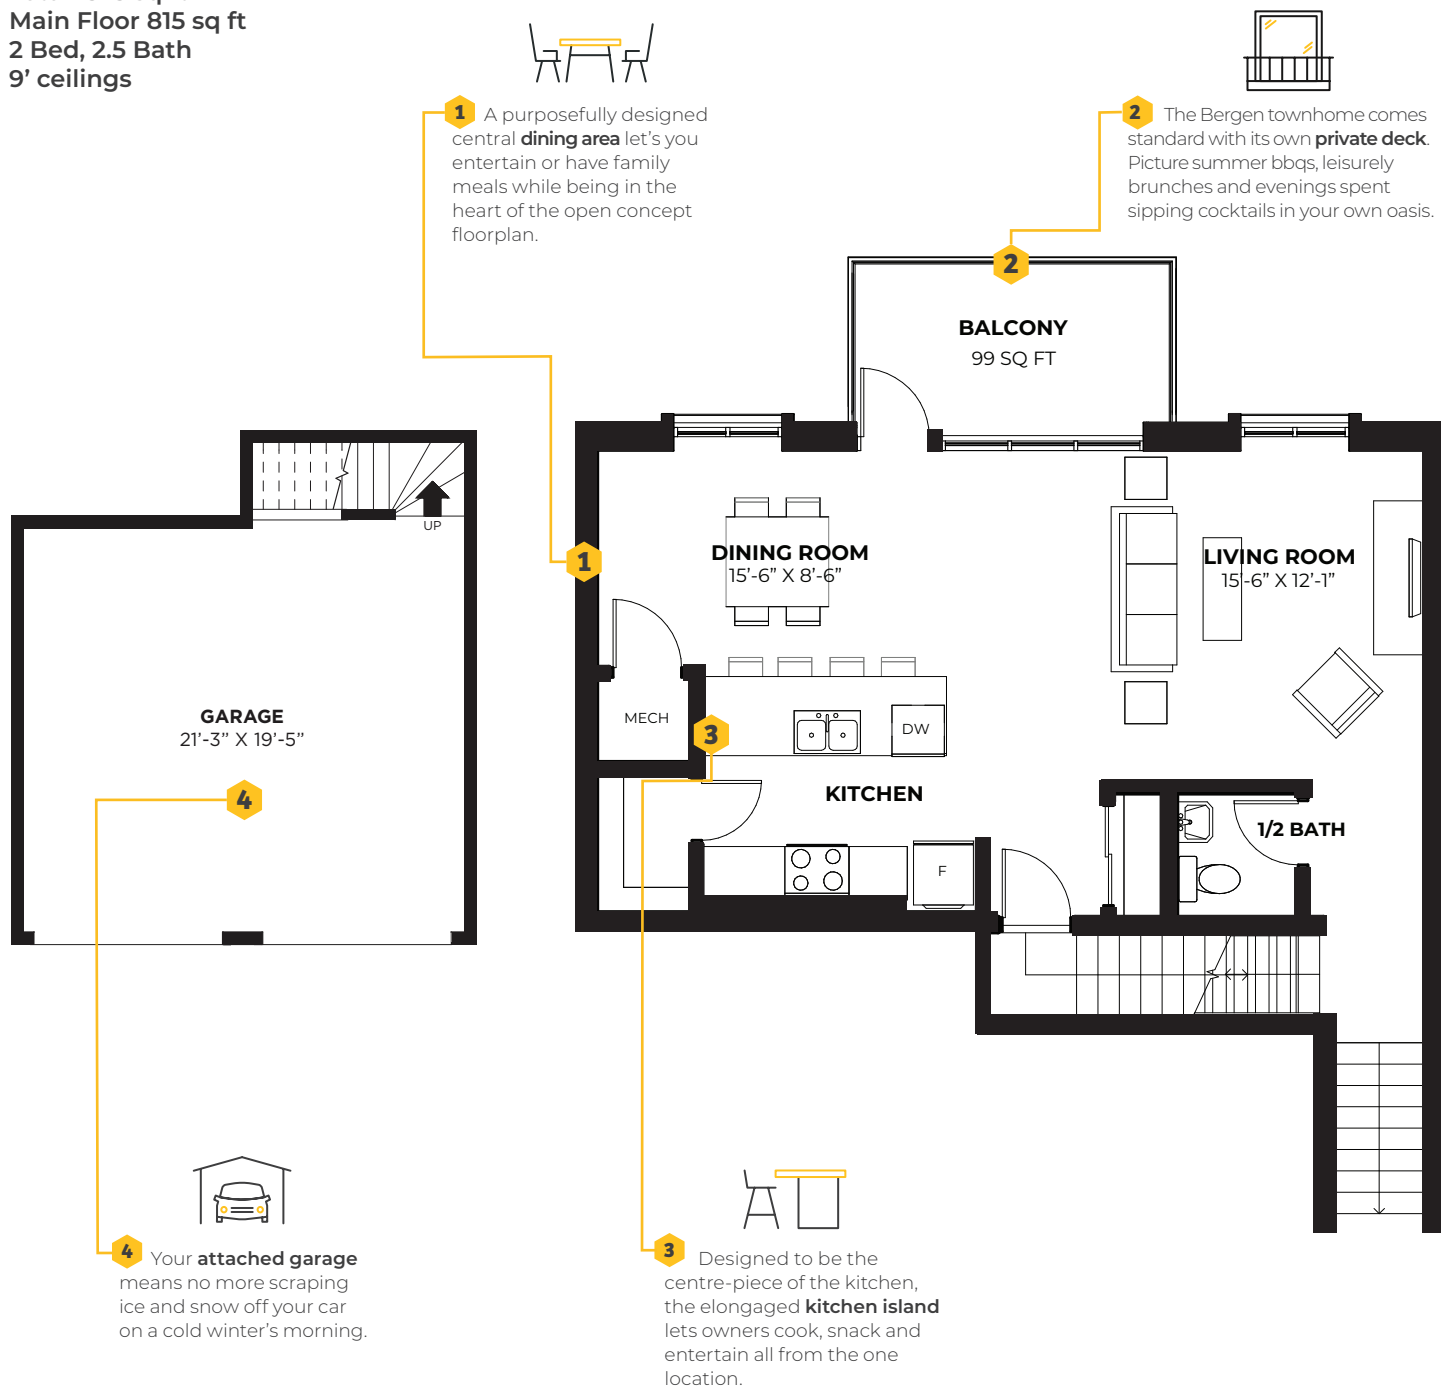 Main Floor 815 sq ft
2 Bed, 2.5 Bath
9’ ceilings
1 A purposefully designed
central dining area let’s you
entertain or have family
meals while being in the
heart of the open concept
floorplan.
2 The Bergen townhome comes
standard with its own private deck.
Picture summer bbqs, leisurely
brunches and evenings spent
sipping cocktails in your own oasis.
2
BALCONY
99 SQ FT
UP
1
DINING ROOM
15’-6” X 8’-6”
LIVING ROOM
15’-6” X 12’-1”
GARAGE
21’-3” X 19’-5”
4
MECH
3
DW
KITCHEN
1/2 BATH
F
4 Your attached garage
means no more scraping
ice and snow off your car
on a cold winter’s morning.
3 Designed to be the
centre-piece of the kitchen,
the elongaged kitchen island
lets owners cook, snack and
entertain all from the one
location.